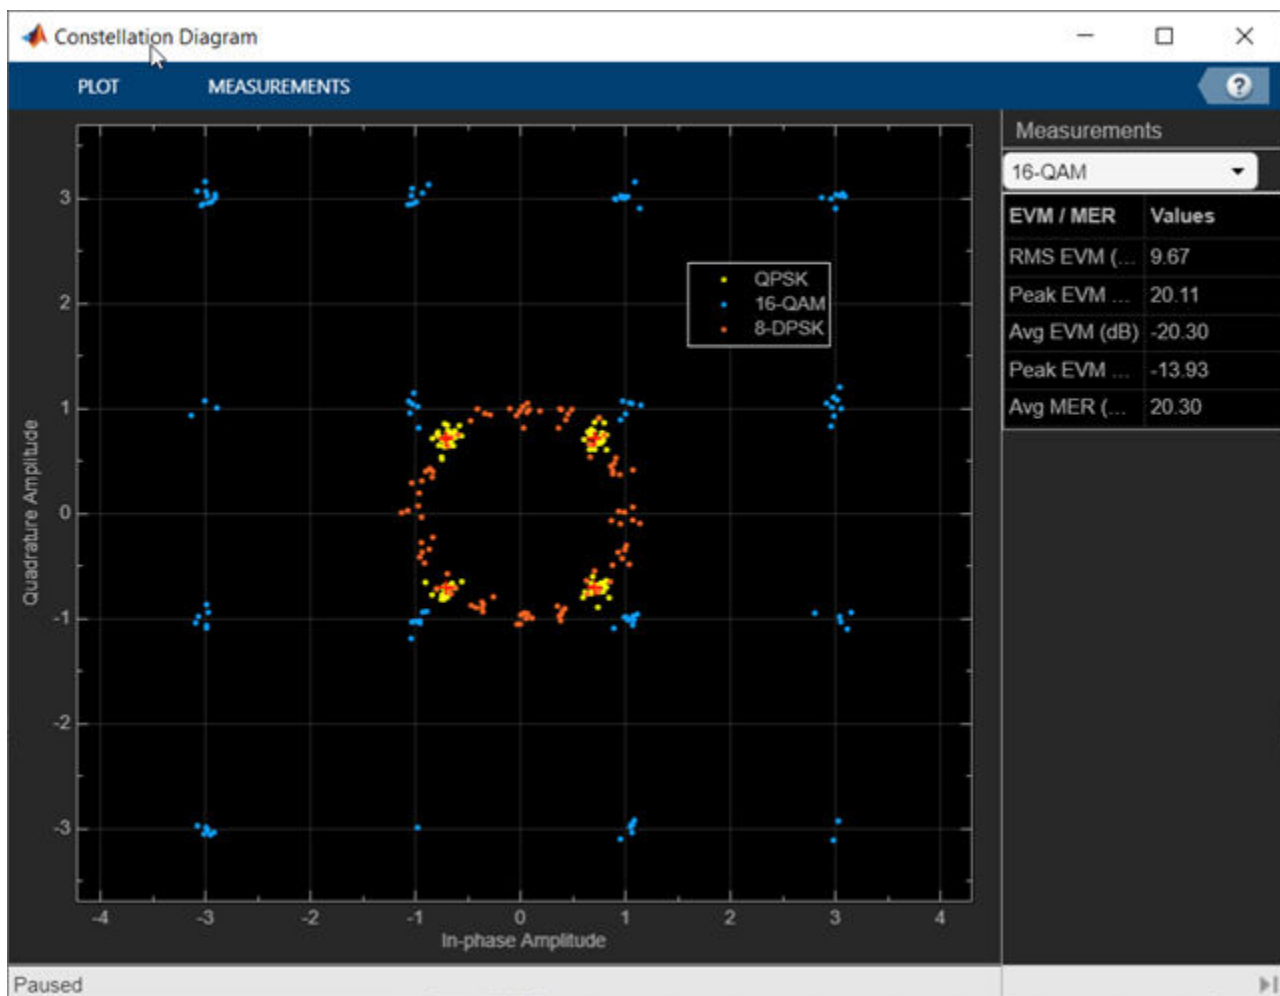 Constellation Diagram
PLOT MEASUREMENTS ?
Measurements
16-QAM
EVM / MER Values
RMS EVM (... 9.67
Peak EVM ... 20.11
Avg EVM (dB) -20.30
Peak EVM ... -13.93
Avg MER (... 20.30
QPSK
16-QAM
8-DPSK
Quadrature Amplitude
3
2
1
0
-1
-2
-3
-4 -3 -2 -1 0 1 2 3 4
In-phase Amplitude
Paused